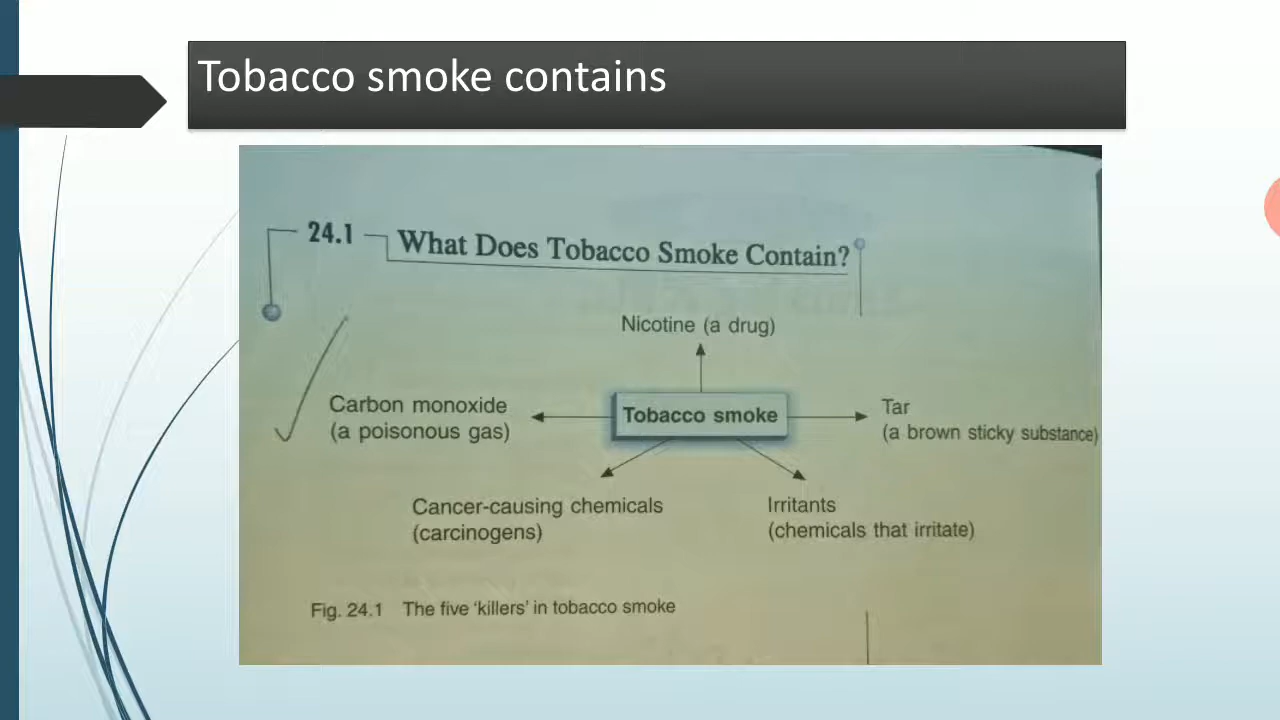 Tobacco smoke contains
24.1 What Does Tobacco Smoke Contain?
Nicotine (a drug)
Carbon monoxide
(a poisonous gas)
Tobacco smoke
Tar
(a brown sticky substance)
Cancer-causing chemicals
(carcinogens)
Irritants
(chemicals that irritate)
Fig. 24.1 The five ‘killers’ in tobacco smoke